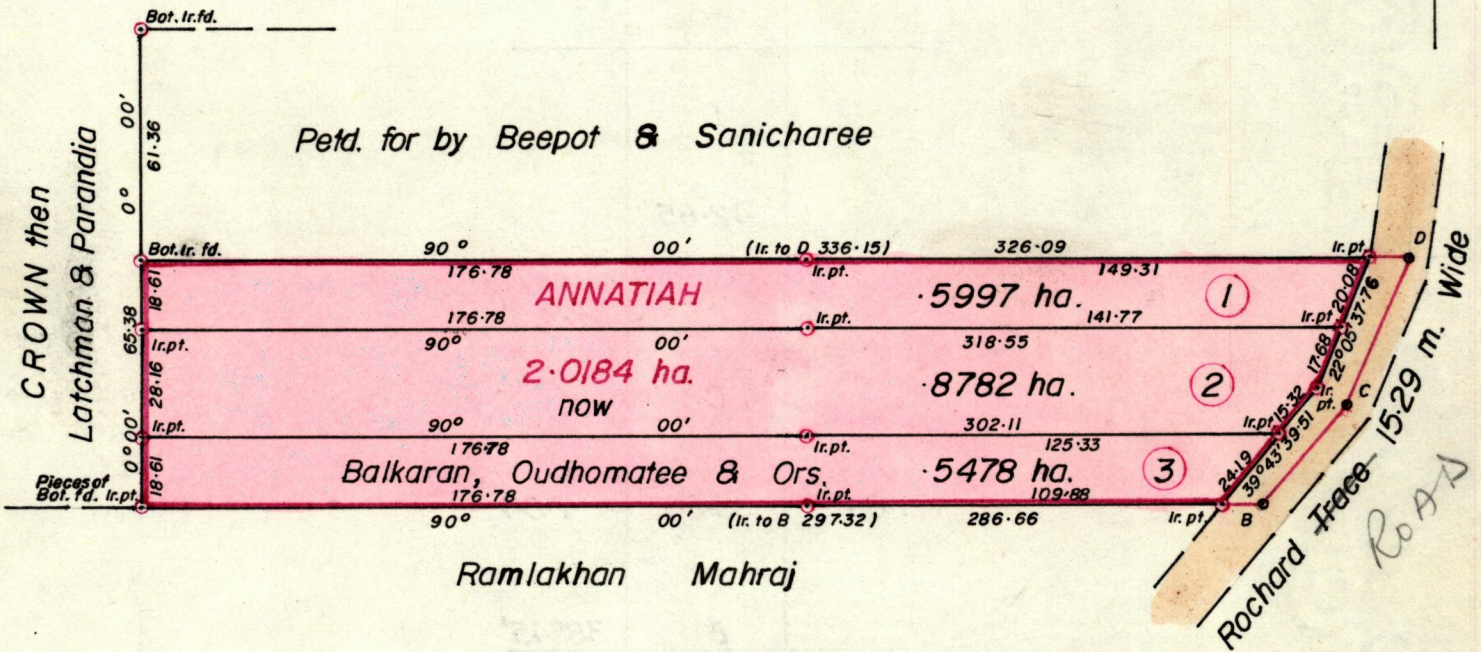 Bot. Ir. fd.
CROWN then
Latchman & Parandia
0° 00'
61·36
Petd. for by Beepot & Sanicharee
Bot. Ir. fd. 90° 00' (Ir. to D 336·15) 326·09 Ir. pt. D
176·78 Ir. pt. 149·31
18·61 ANNATIAH ·5997 ha. 1 20·08 37·76
176·78 Ir. pt. 141·77 Ir. pt.
65·38 Ir. pt. 90° 00' 318·55
28·16 2·0184 ha. ·8782 ha. 2 17·68 22°05'
now
Ir. pt. C
Ir. pt. 90° 00' 302·11 Ir. pt. 15·32
0°00' 176·78 Ir. pt. 125·33
18·61 Balkaran, Oudhomatee & Ors. ·5478 ha. 3 24·19 39°43' 39·51
Pieces of
Bot. fd. Ir. pt. 176·78 Ir. pt. 109·88
90° 00' (Ir. to B 297·32) 286·66 Ir. pt. B
Ramlakhan Mahraj
Rochard Trace 15·29 m. Wide
ROAD